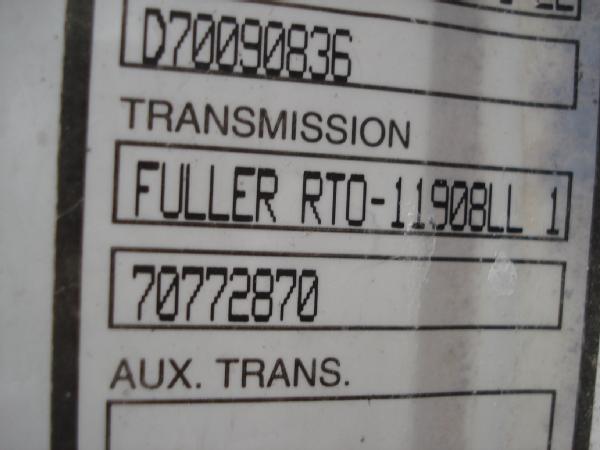 D70090836
TRANSMISSION
FULLER RTO-11908LL 1
70772870
AUX. TRANS.